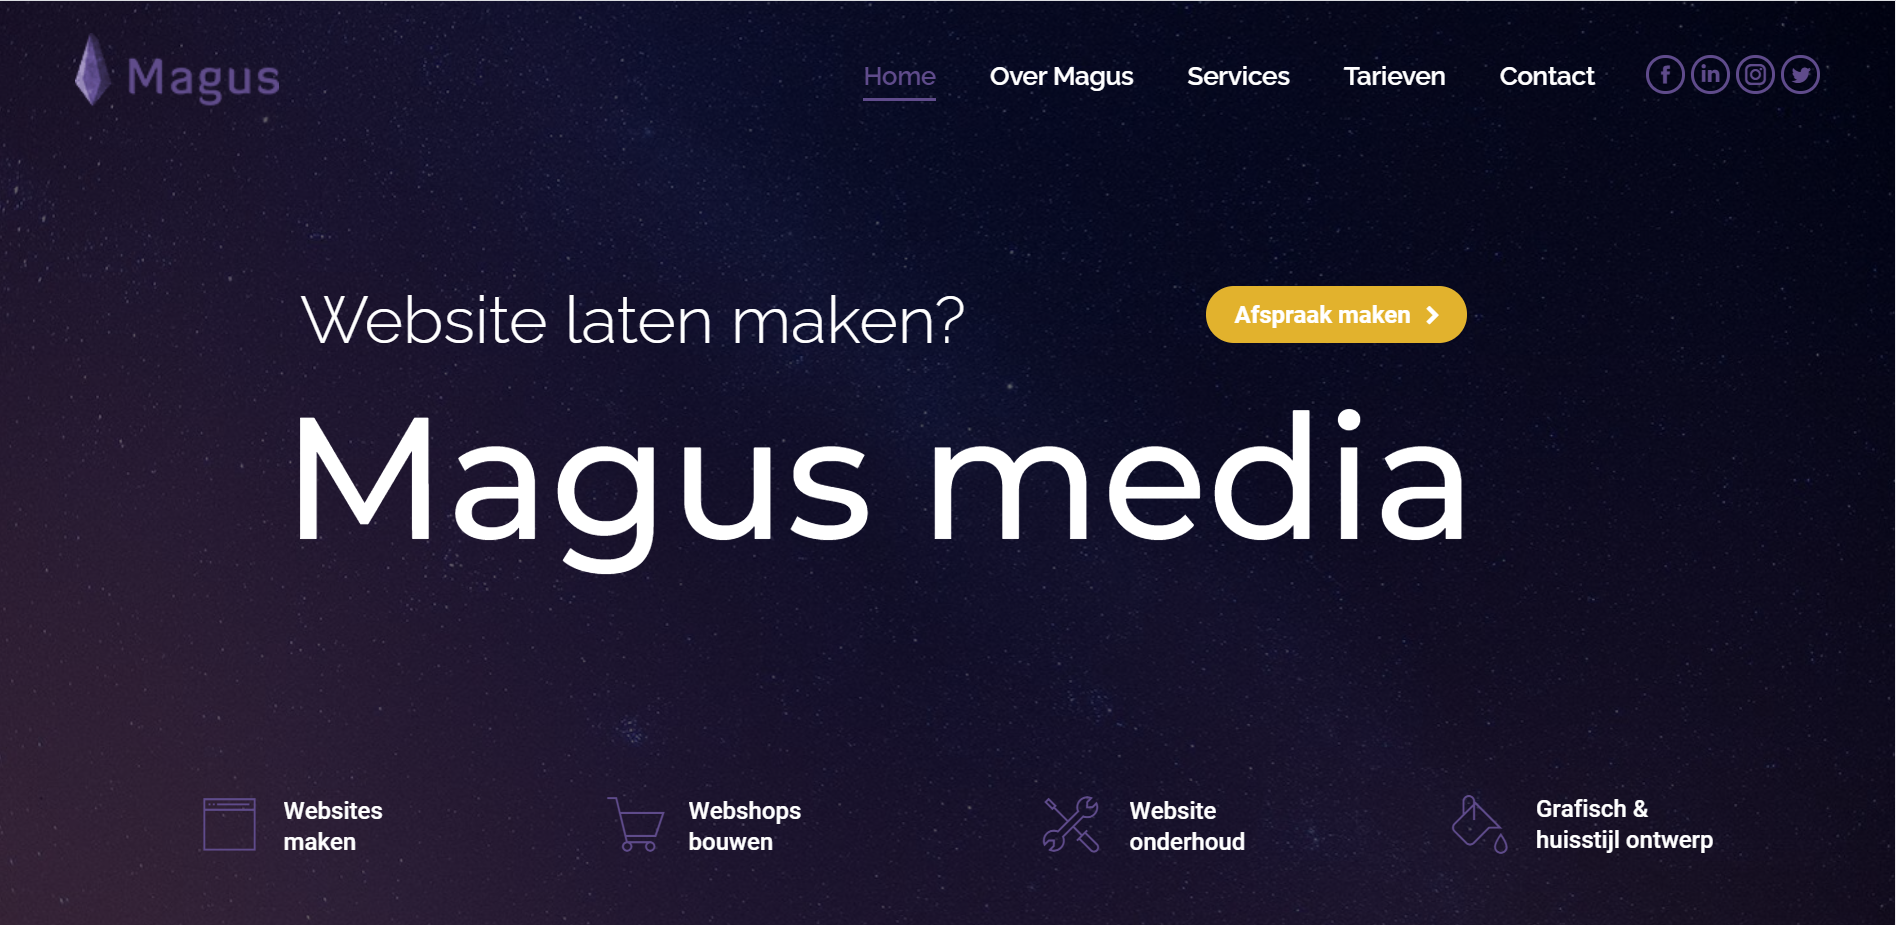 Magus
Home Over Magus Services Tarieven Contact
Website laten maken?
Afspraak maken
Magus media
Websites
maken
Webshops
bouwen
Website
onderhoud
Grafisch &
huisstijl ontwerp